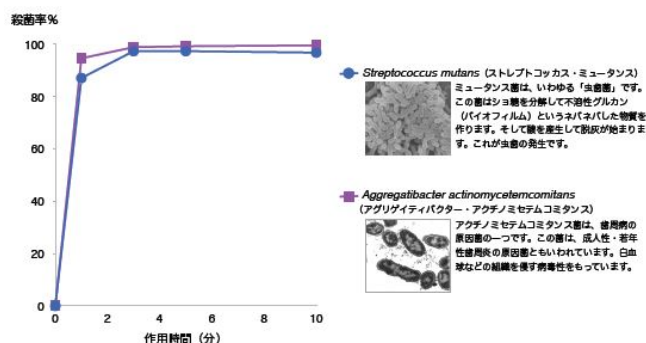 殺菌率%
100
80
60
40
20
0
0 2 4 6 8 10
作用時間（分）
Streptococcus mutans（ストレプトコッカス・ミュータンス）
ミュータンス菌は、いわゆる「虫歯菌」です。
この菌はショ糖を分解して不溶性グルカン
（バイオフィルム）というネバネバした物質を
作ります。そして酸を産生して脱灰が始まりま
す。これが虫歯の発生です。
Aggregatibacter actinomycetemcomitans
（アグリゲイティバクター・アクチノミセテムコミタンス）
アクチノミセテムコミタンス菌は、歯周病の
原因菌の一つです。この菌は、成人性・若年
性歯周炎の原因菌ともいわれています。白血
球などの組織を侵す病毒性をもっています。